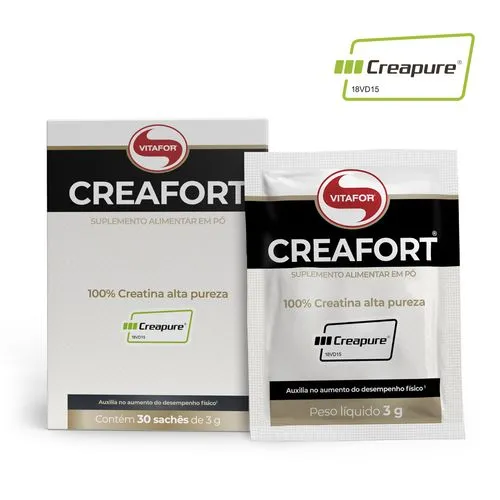 Creapure®
18VD15
VITAFOR®
CREAFORT
SUPLEMENTO ALIMENTAR EM PÓ
100% Creatina alta pureza
Creapure®
18VD15
Auxilia no aumento do desempenho físico¹
Contém 30 sachês de 3 g
VITAFOR®
CREAFORT®
SUPLEMENTO ALIMENTAR EM PÓ
100% Creatina alta pureza
Creapure®
18VD15
Auxilia no aumento do desempenho físico¹
Peso líquido 3 g